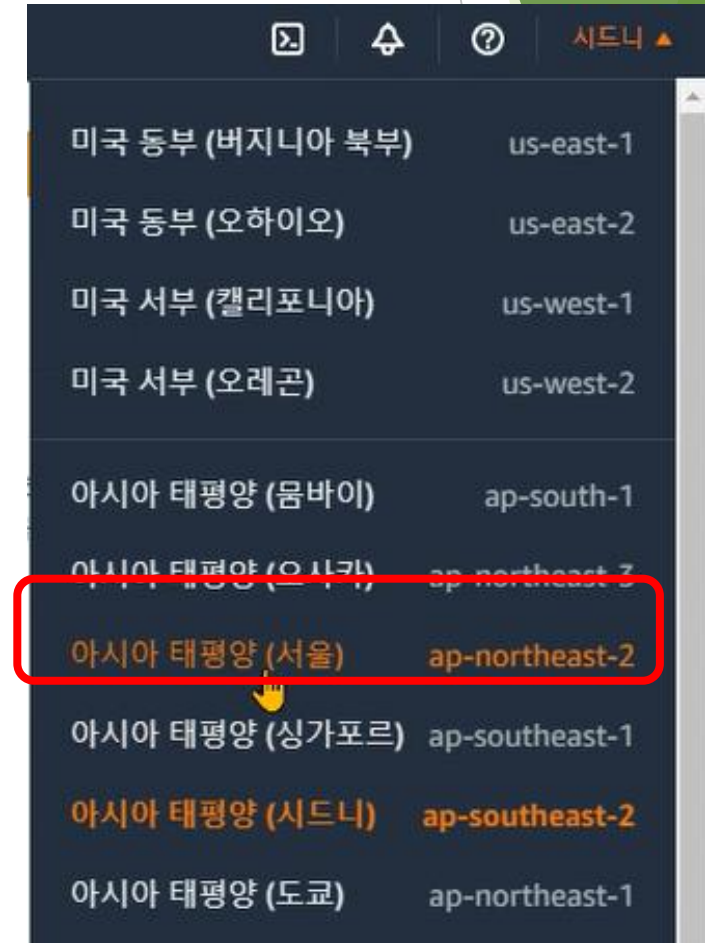 시드니 ▲
미국 동부 (버지니아 북부) us-east-1
미국 동부 (오하이오) us-east-2
미국 서부 (캘리포니아) us-west-1
미국 서부 (오레곤) us-west-2
아시아 태평양 (뭄바이) ap-south-1
아시아 태평양 (오사카) ap-northeast-3
아시아 태평양 (서울) ap-northeast-2
아시아 태평양 (싱가포르) ap-southeast-1
아시아 태평양 (시드니) ap-southeast-2
아시아 태평양 (도쿄) ap-northeast-1